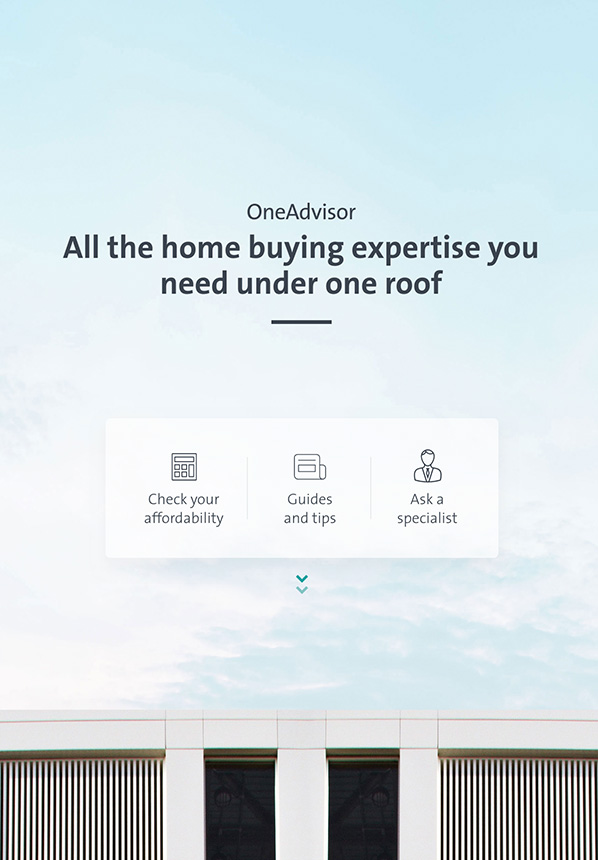 OneAdvisor
All the home buying expertise you
need under one roof
Check your
affordability
Guides
and tips
Ask a
specialist